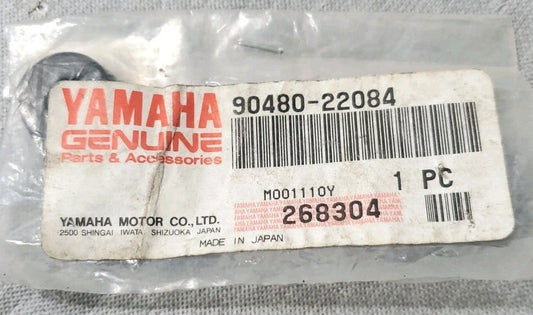 YAMAHA
GENUINE
Parts & Accessories
90480-22084
M001110Y
1 PC
268304
YAMAHA MOTOR CO., LTD.
2500 SHINGAI IWATA SHIZUOKA JAPAN
MADE IN JAPAN